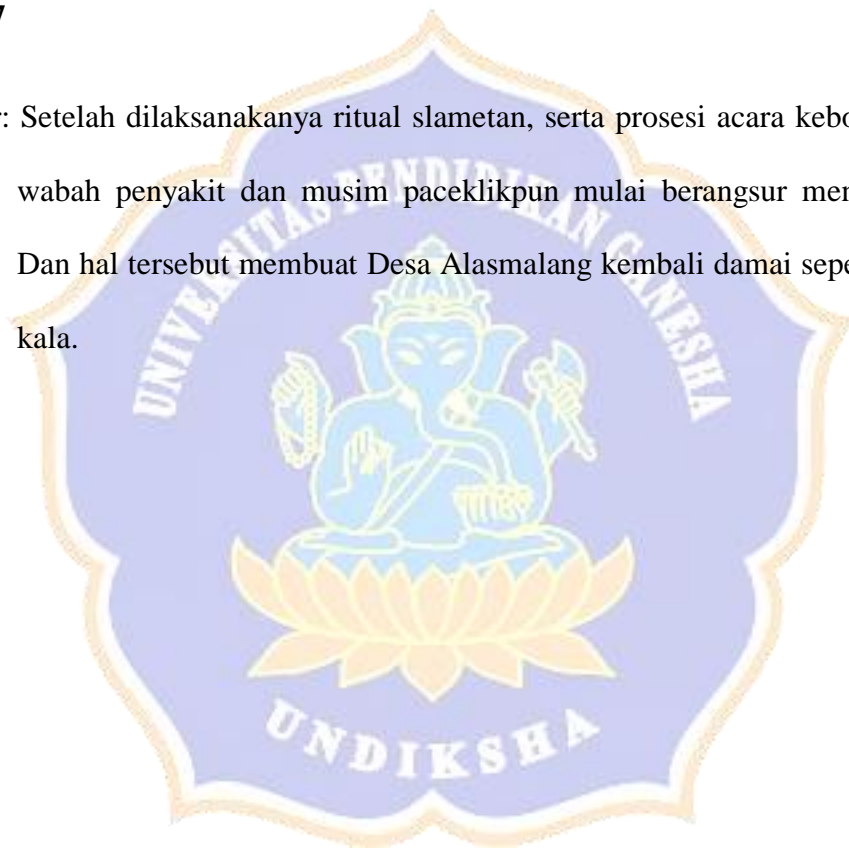 : Setelah dilaksanakanya ritual slametan, serta prosesi acara kebo
wabah penyakit dan musim paceklikpun mulai berangsur men
Dan hal tersebut membuat Desa Alasmalang kembali damai sepe
kala.
UNIVERSITAS PENDIDIKAN GANESHA
UNDIKSHA